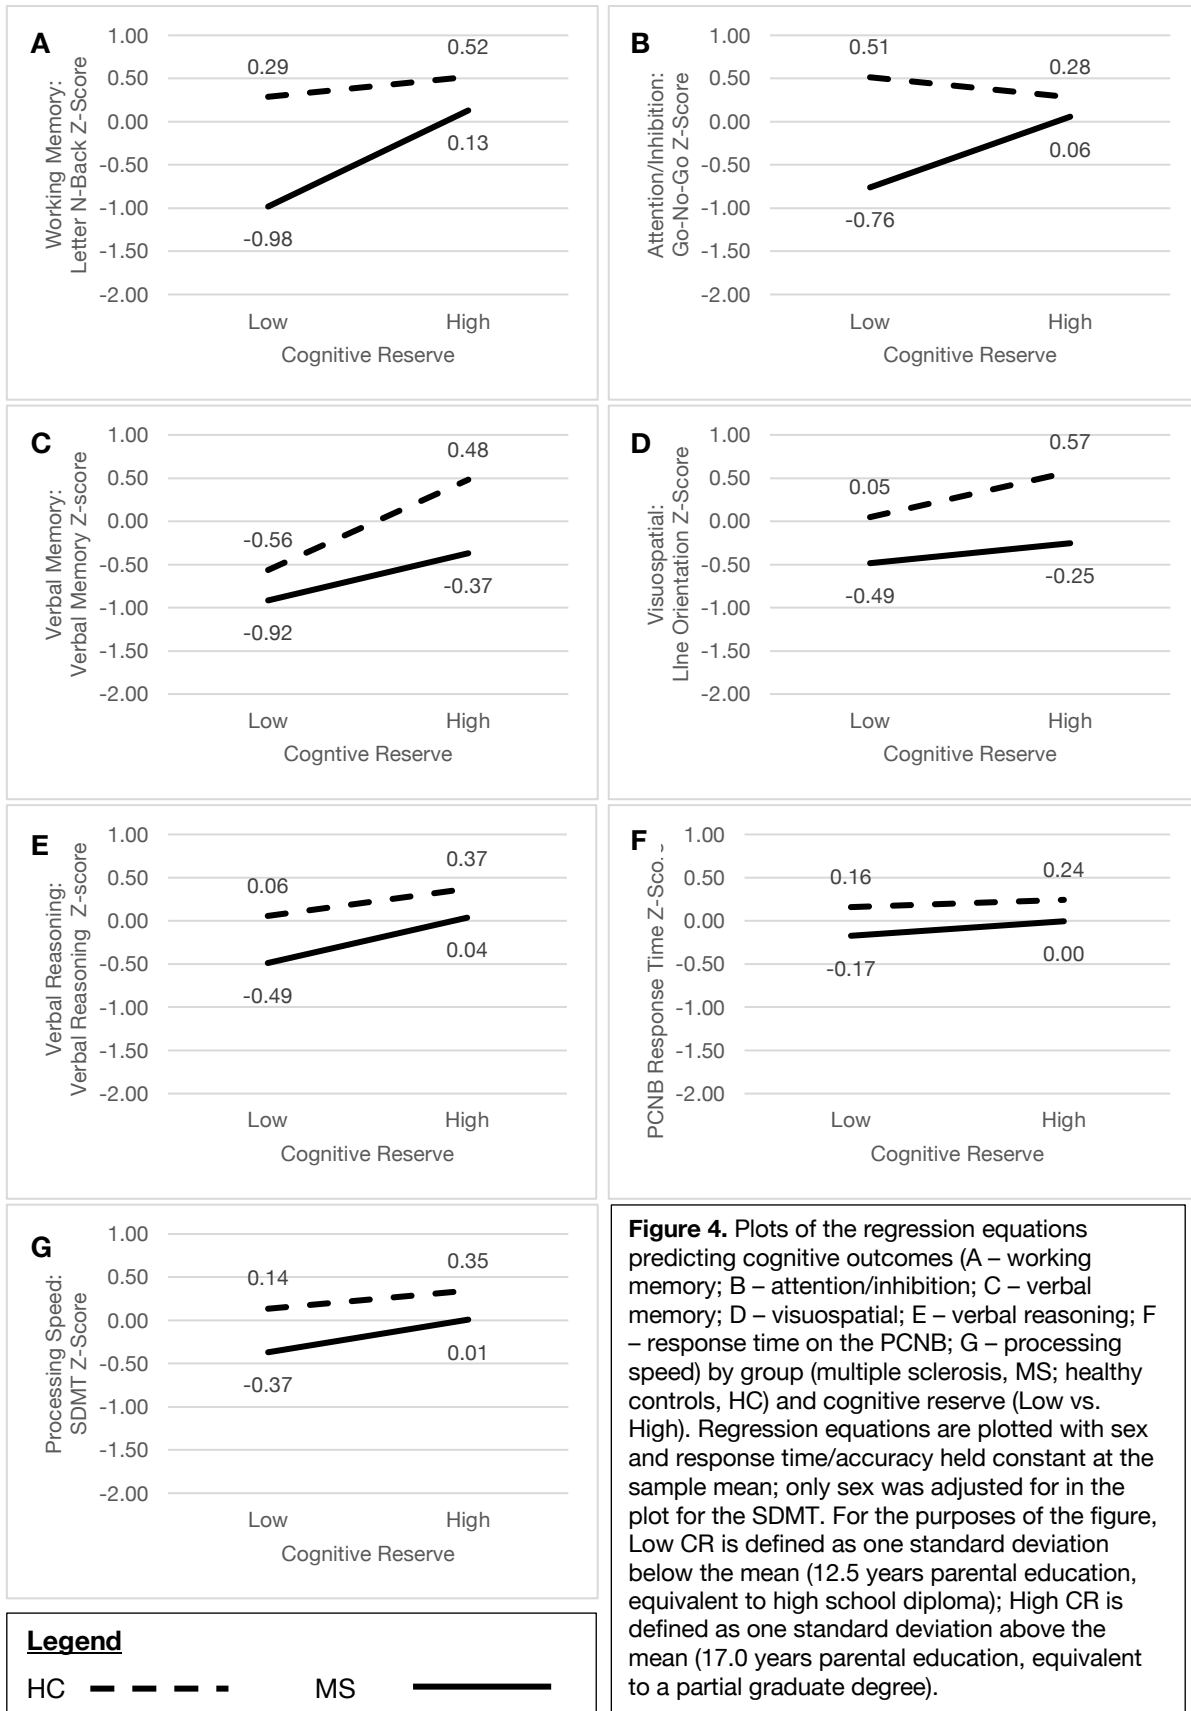 A
Working Memory:
Letter N-Back Z-Score
1.00
0.50
0.00
-0.50
-1.00
-1.50
-2.00
0.29
0.52
0.13
-0.98
Low
High
Cognitive Reserve
B
Attention/Inhibition:
Go-No-Go Z-Score
1.00
0.50
0.00
-0.50
-1.00
-1.50
-2.00
0.51
0.28
0.06
-0.76
Low
High
Cognitive Reserve
C
Verbal Memory:
Verbal Memory Z-score
1.00
0.50
0.00
-0.50
-1.00
-1.50
-2.00
0.48
-0.56
-0.37
-0.92
Low
High
Cogntive Reserve
D
Visuospatial:
LIne Orientation Z-Score
1.00
0.50
0.00
-0.50
-1.00
-1.50
-2.00
0.57
0.05
-0.25
-0.49
Low
High
Cognitive Reserve
E
Verbal Reasoning:
Verbal Reasoning Z-score
1.00
0.50
0.00
-0.50
-1.00
-1.50
-2.00
0.37
0.06
0.04
-0.49
Low
High
Cognitive Reserve
F
PCNB Response Time
1.00
0.50
0.00
-0.50
-1.00
-1.50
-2.00
0.16
0.24
0.00
-0.17
Low
High
Cognitive Reserve
G
Processing Speed:
SDMT Z-Score
1.00
0.50
0.00
-0.50
-1.00
-1.50
-2.00
0.35
0.14
0.01
-0.37
Low
High
Cognitive Reserve
Legend
HC MS
Figure 4. Plots of the regression equations
predicting cognitive outcomes (A – working
memory; B – attention/inhibition; C – verbal
memory; D – visuospatial; E – verbal reasoning; F
– response time on the PCNB; G – processing
speed) by group (multiple sclerosis, MS; healthy
controls, HC) and cognitive reserve (Low vs.
High). Regression equations are plotted with sex
and response time/accuracy held constant at the
sample mean; only sex was adjusted for in the
plot for the SDMT. For the purposes of the figure,
Low CR is defined as one standard deviation
below the mean (12.5 years parental education,
equivalent to high school diploma); High CR is
defined as one standard deviation above the
mean (17.0 years parental education, equivalent
to a partial graduate degree).